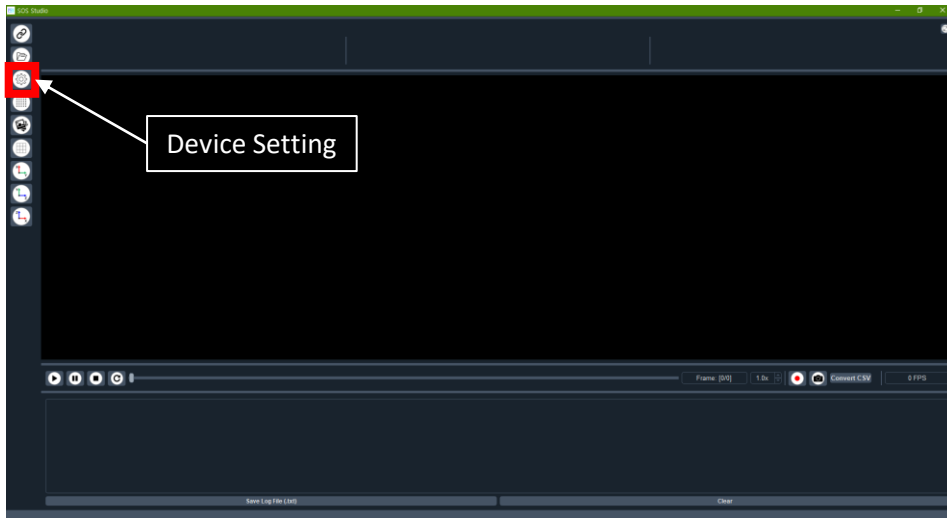 SOS Studio
Device Setting
Frame: [0/0]
1.0x
Convert CSV
0 FPS
Save Log File (.txt)
Clear